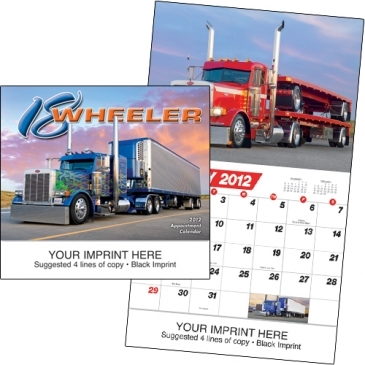 18 WHEELER
2012
Appointment
Calendar
YOUR IMPRINT HERE
Suggested 4 lines of copy • Black Imprint
Y 2012
3 4 5 6 7
10 11 12 13 14
17 18 19 20 21
24 25 26 27 28
29 30 31
YOUR IMPRINT HERE
Suggested 4 lines of copy • Black Imprint